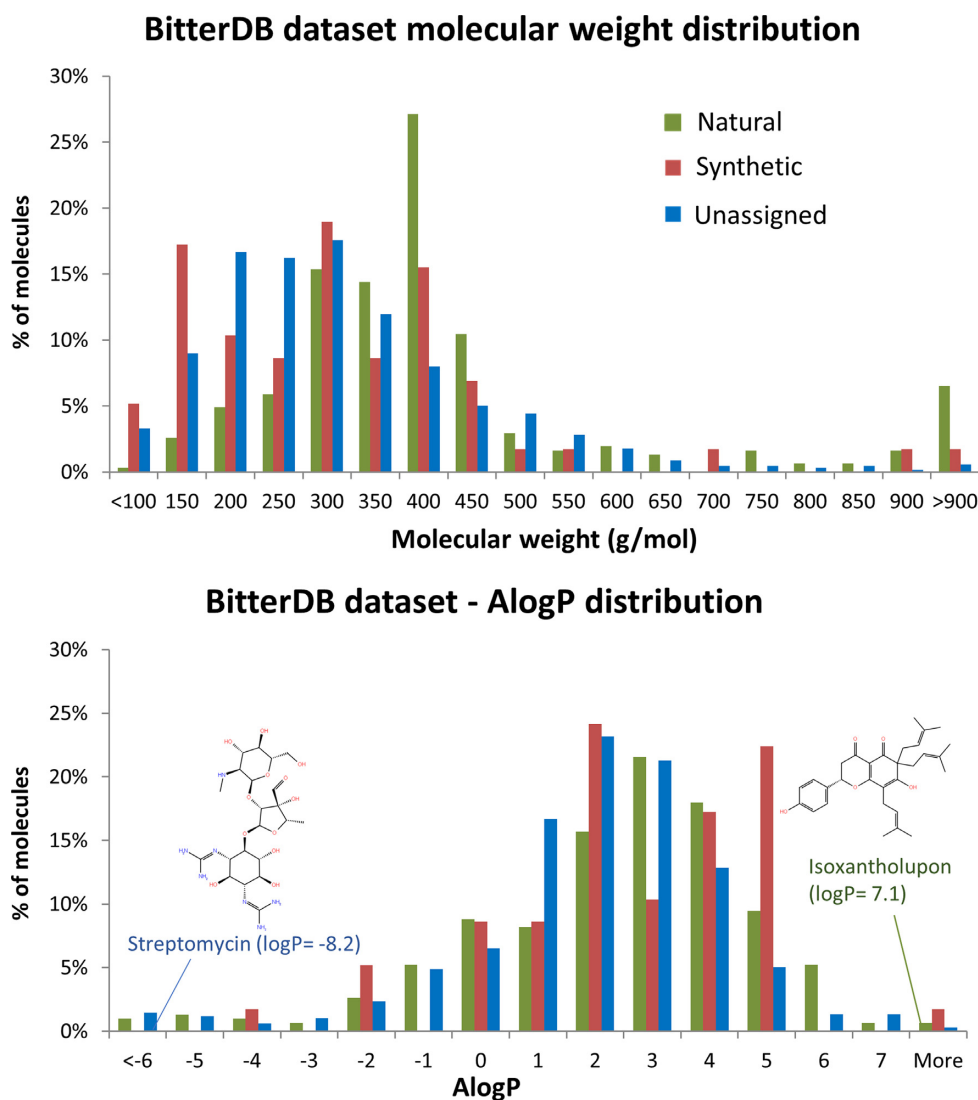 BitterDB dataset molecular weight distribution
30%
25%
20%
15%
10%
5%
0%
% of molecules
Natural
Synthetic
Unassigned
<100 150 200 250 300 350 400 450 500 550 600 650 700 750 800 850 900 >900
Molecular weight (g/mol)
BitterDB dataset - AlogP distribution
30%
25%
20%
15%
10%
5%
0%
% of molecules
Streptomycin (logP= -8.2)
Isoxantholupon
(logP= 7.1)
<-6 -5 -4 -3 -2 -1 0 1 2 3 4 5 6 7 More
AlogP